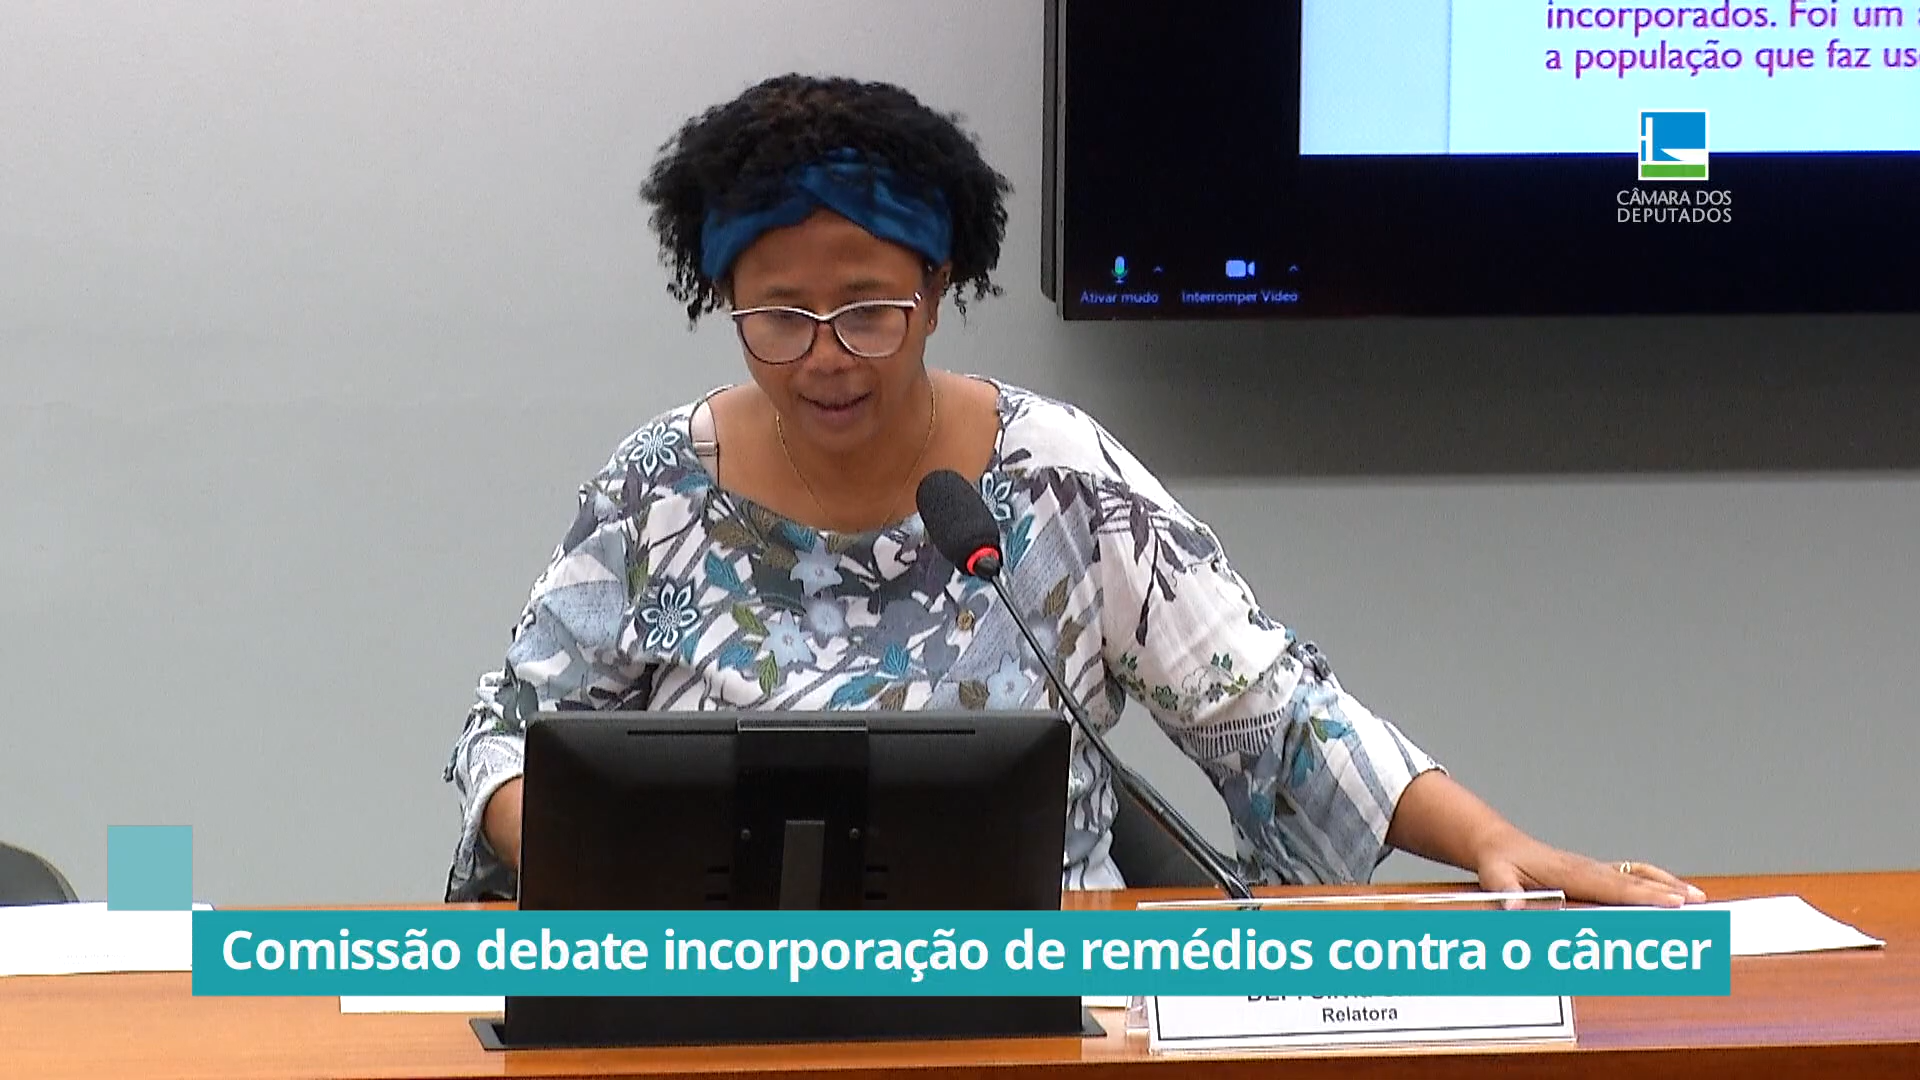 incorporados. Foi um
a população que faz us
CÂMARA DOS
DEPUTADOS
Ativar mudo
Interromper Vídeo
Comissão debate incorporação de remédios contra o câncer
Relatora